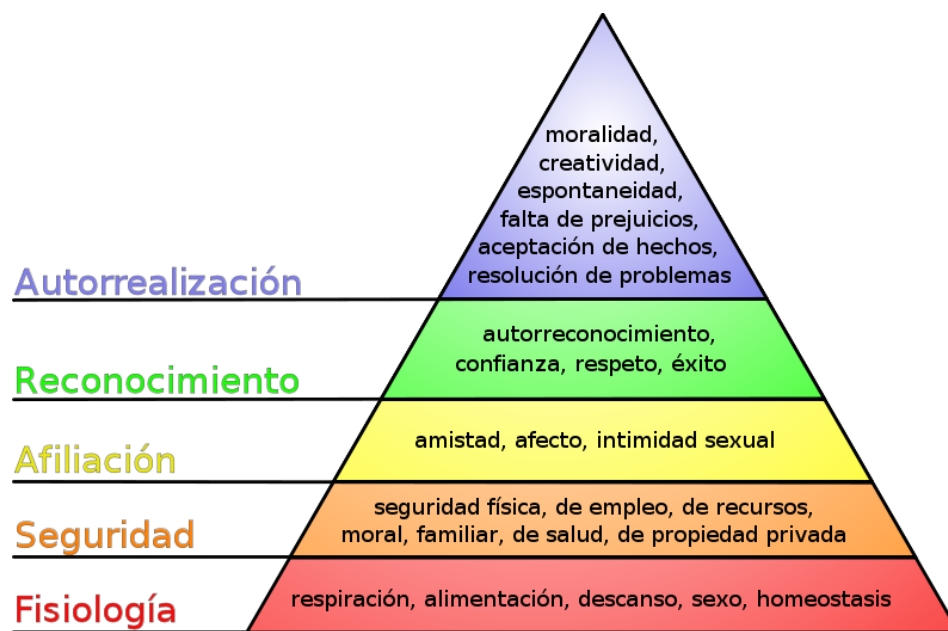 moralidad,
creatividad,
espontaneidad,
falta de prejuicios,
aceptación de hechos,
resolución de problemas
Autorrealización
autorreconocimiento,
confianza, respeto, éxito
Reconocimiento
amistad, afecto, intimidad sexual
Afiliación
seguridad física, de empleo, de recursos,
moral, familiar, de salud, de propiedad privada
Seguridad
respiración, alimentación, descanso, sexo, homeostasis
Fisiología